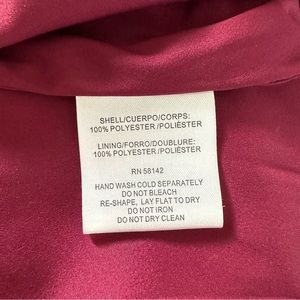 SHELL/CUERPO/CORPS:
100% POLYESTER/POLIÉSTER
LINING/FORRO/DOUBLURE:
100% POLYESTER/POLIÉSTER
RN 58142
HAND WASH COLD SEPARATELY
DO NOT BLEACH
RE-SHAPE, LAY FLAT TO DRY
DO NOT IRON
DO NOT DRY CLEAN